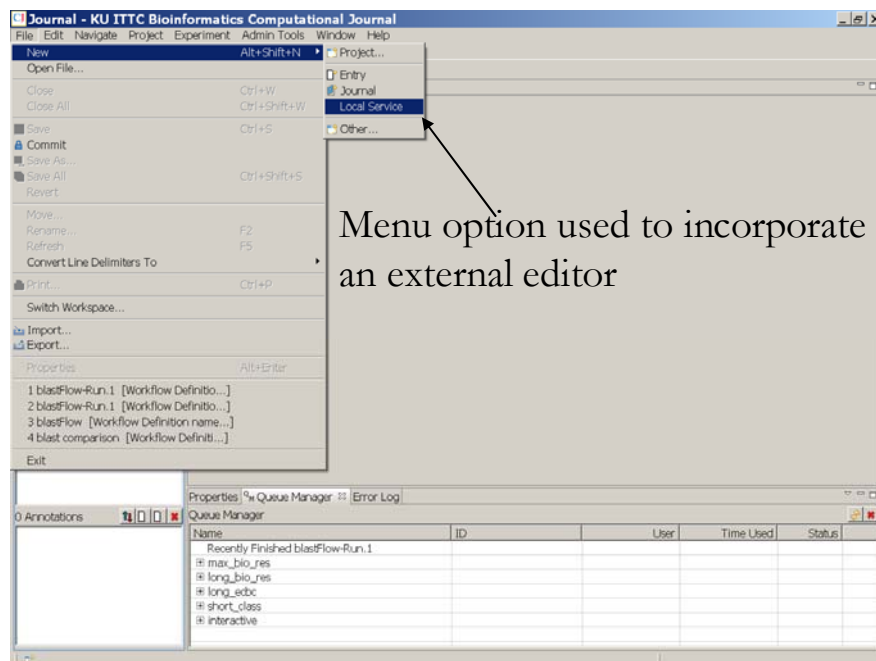 Journal - KU ITTC Bioinformatics Computational Journal
File Edit Navigate Project Experiment Admin Tools Window Help
New Alt+Shift+N
Project...
Open File...
Entry
Close Ctrl+W
Journal
Close All Ctrl+Shift+W
Local Service
Save Ctrl+S
Other...
Commit
Save As...
Save All Ctrl+Shift+S
Revert
Move...
Rename... F2
Refresh F5
Convert Line Delimiters To
Print... Ctrl+P
Switch Workspace...
Import...
Export...
Properties Alt+Enter
1 blastFlow-Run.1 [Workflow Definitio...]
2 blastFlow-Run.1 [Workflow Definitio...]
3 blastFlow [Workflow Definition name...]
4 blast comparison [Workflow Definiti...]
Exit
Menu option used to incorporate
an external editor
Properties Queue Manager Error Log
0 Annotations
Queue Manager
Name ID User Time Used Status
Recently Finished blastFlow-Run.1
max_bio_res
long_bio_res
long_edbc
short_class
interactive